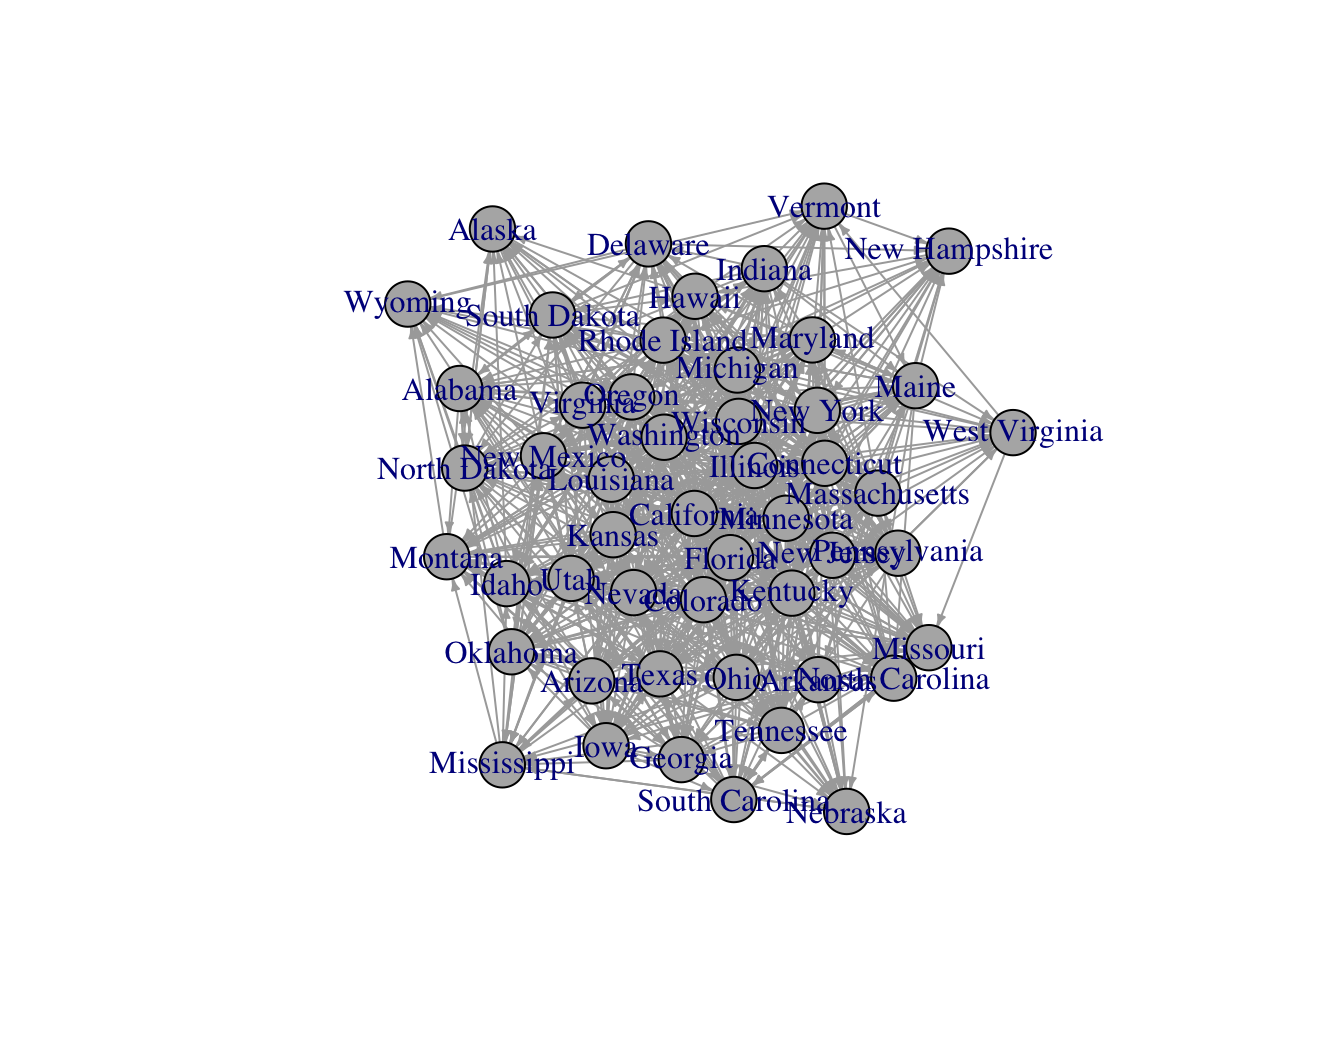 Vermont
Alaska
Delaware
New Hampshire
Indiana
Wyoming
Hawaii
South Dakota
Rhode Island
Maryland
Michigan
Alabama
Maine
Virginia
Oregon
New York
Wisconsin
Washington
West Virginia
New Mexico
North Dakota
Illinois
Connecticut
Louisiana
Massachusetts
California
Minnesota
Kansas
Montana
Florida
New Jersey
Pennsylvania
Idaho
Utah
Nevada
Colorado
Kentucky
Oklahoma
Missouri
Arizona
Texas
Ohio
Arkansas
North Carolina
Tennessee
Iowa
Georgia
Mississippi
South Carolina
Nebraska